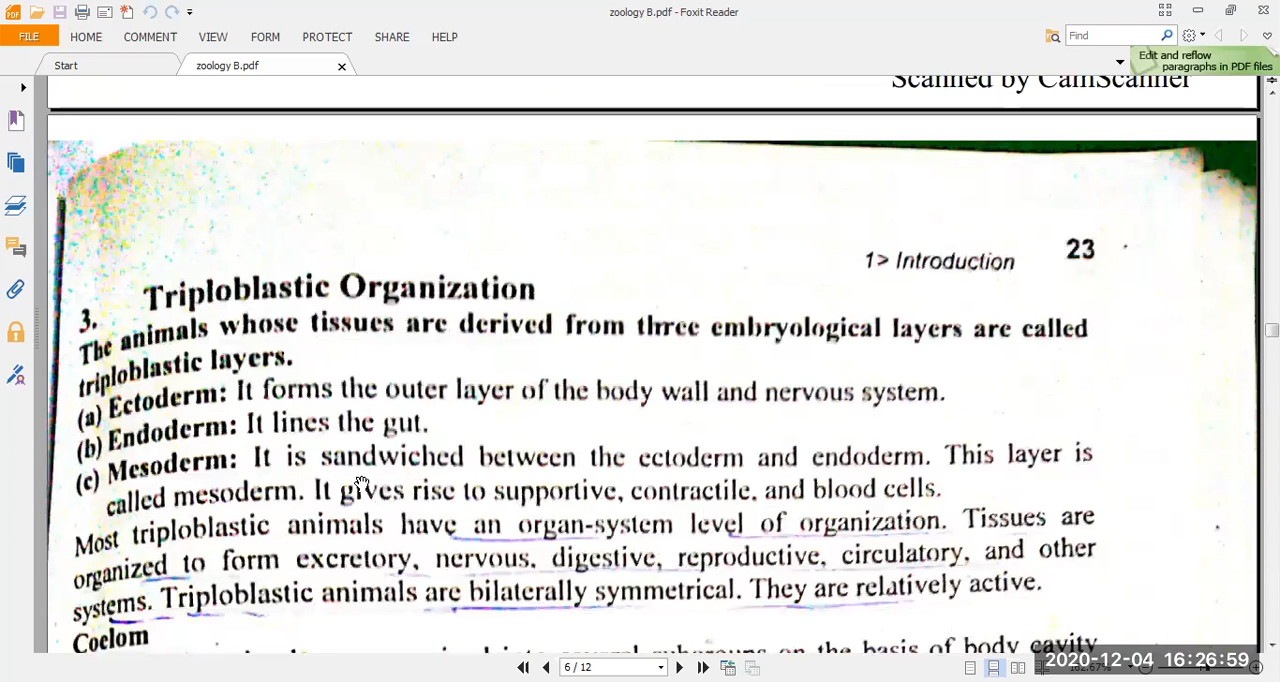 zoology B.pdf - Foxit Reader
FILE HOME COMMENT VIEW FORM PROTECT SHARE HELP
Find
Start zoology B.pdf
Edit and reflow
paragraphs in PDF files
Scanned by CamScanner
1> Introduction 23
3. Triploblastic Organization
The animals whose tissues are derived from three embryological layers are called
triploblastic layers.
(a) Ectoderm: It forms the outer layer of the body wall and nervous system.
(b) Endoderm: It lines the gut.
(c) Mesoderm: It is sandwiched between the ectoderm and endoderm. This layer is
called mesoderm. It gives rise to supportive, contractile, and blood cells.
Most triploblastic animals have an organ-system level of organization. Tissues are
organized to form excretory, nervous, digestive, reproductive, circulatory, and other
systems. Triploblastic animals are bilaterally symmetrical. They are relatively active.
Coelom
on the basis of body cavity
6 / 12
2020-12-04 16:26:59